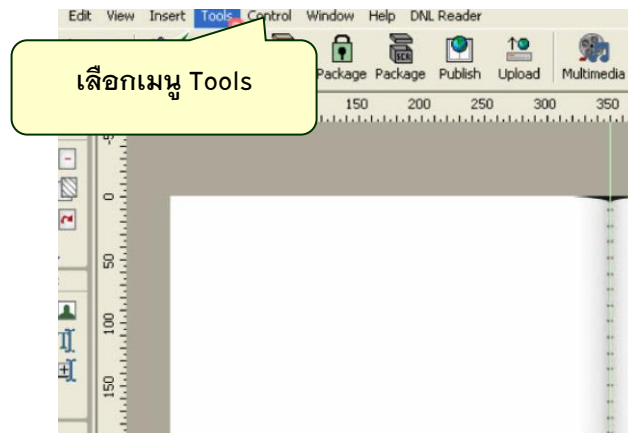 Edit View Insert Tools Control Window Help DNL Reader
เลือกเมนู Tools
Package Package Publish Upload Multimedia
150 200 250 300 350
0
50
100
150